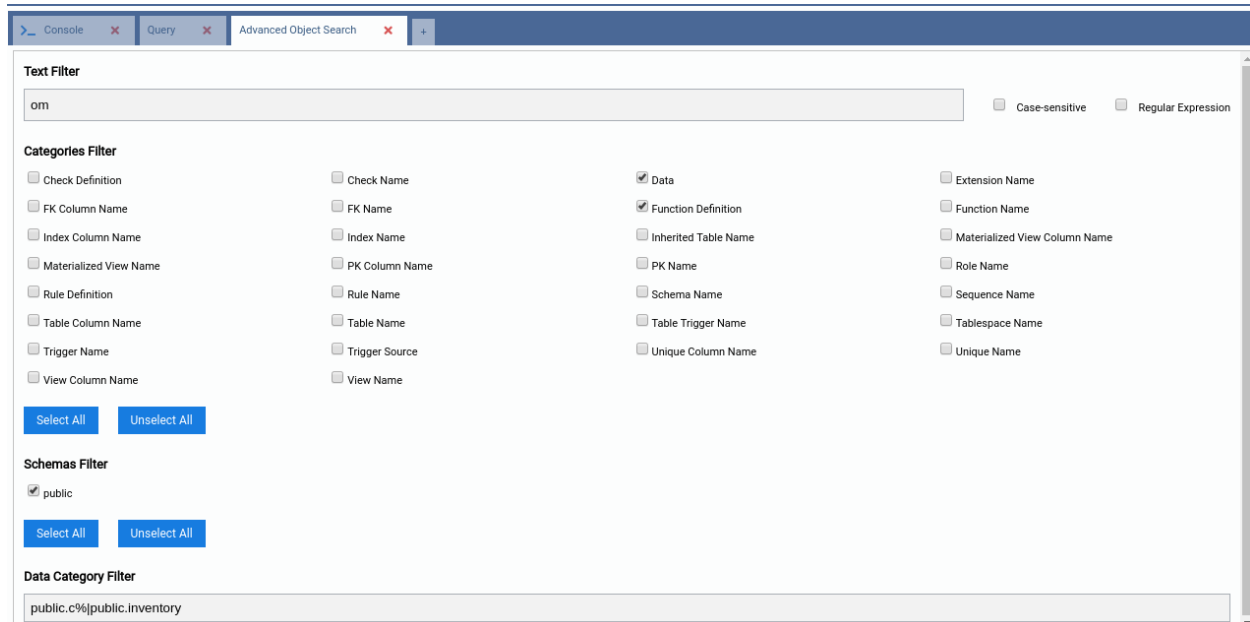 >_ Console × Query × Advanced Object Search × +
Text Filter
om
Case-sensitive Regular Expression
Categories Filter
Check Definition Check Name Data Extension Name
FK Column Name FK Name Function Definition Function Name
Index Column Name Index Name Inherited Table Name Materialized View Column Name
Materialized View Name PK Column Name PK Name Role Name
Rule Definition Rule Name Schema Name Sequence Name
Table Column Name Table Name Table Trigger Name Tablespace Name
Trigger Name Trigger Source Unique Column Name Unique Name
View Column Name View Name
Select All Unselect All
Schemas Filter
public
Select All Unselect All
Data Category Filter
public.c%|public.inventory